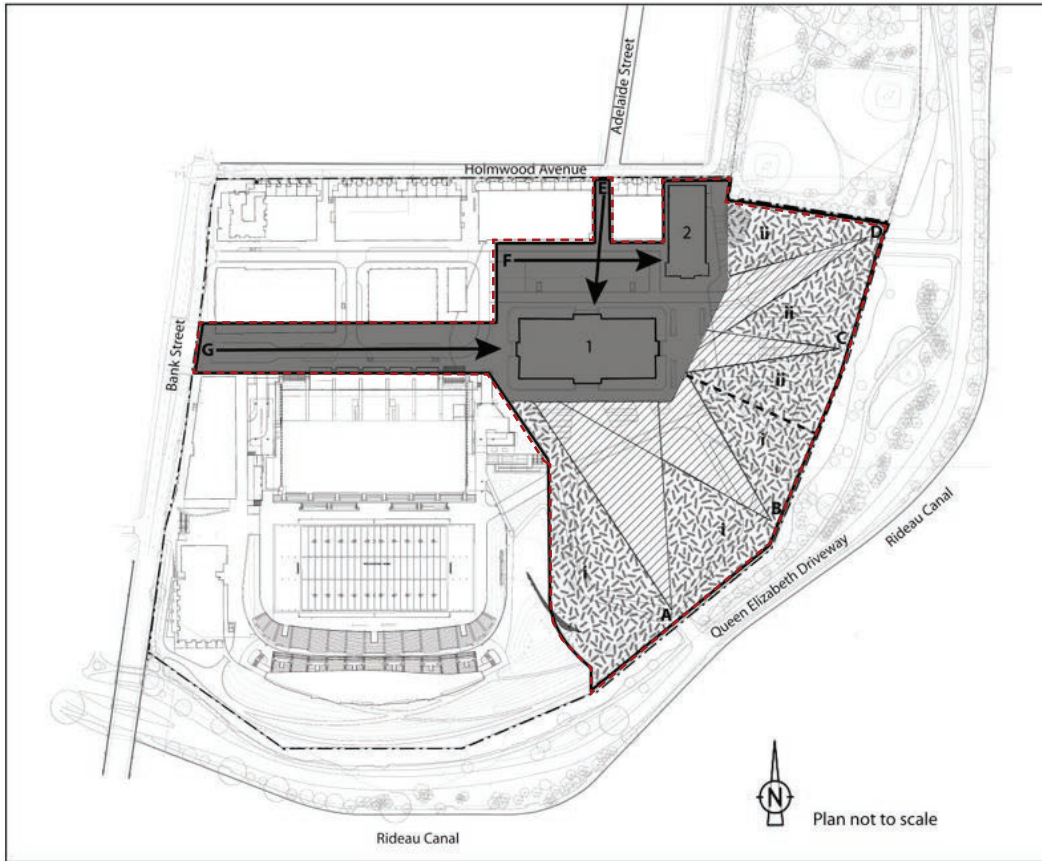 Adelaide Street
Holmwood Avenue
E
2
D
ii
F
ii
Bank Street
G
1
C
ii
i
B
i
i
A
Queen Elizabeth Driveway
Rideau Canal
N
Plan not to scale
Rideau Canal